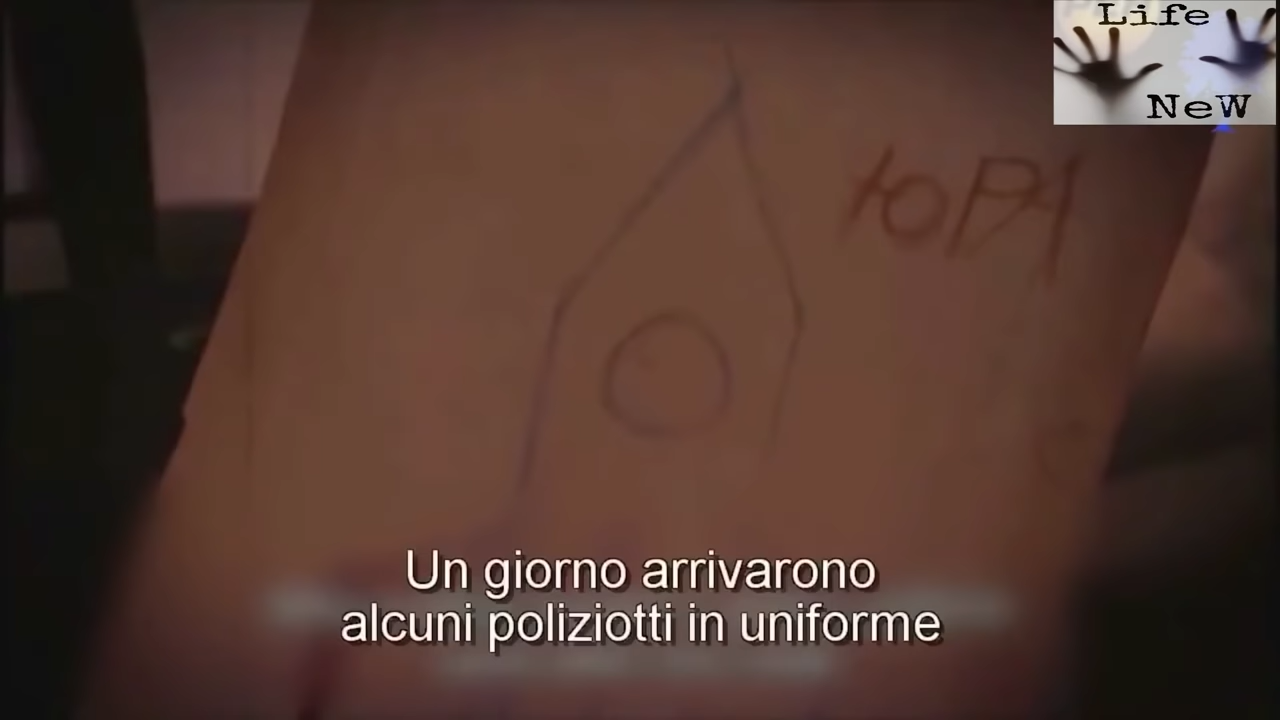 Life
NeW
ЮРА
Un giorno arrivarono
alcuni poliziotti in uniforme